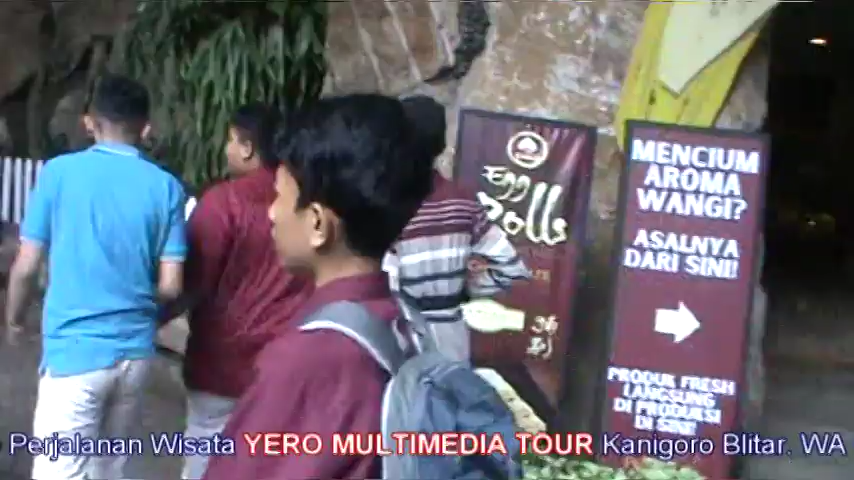 Egg
Rolls
MENCIUM
AROMA
WANGI?
ASALNYA
DARI SINI!
PRODUK FRESH
LANGSUNG
DI PRODUKSI
DI SINI!
Perjalanan Wisata YERO MULTIMEDIA TOUR Kanigoro Blitar. WA